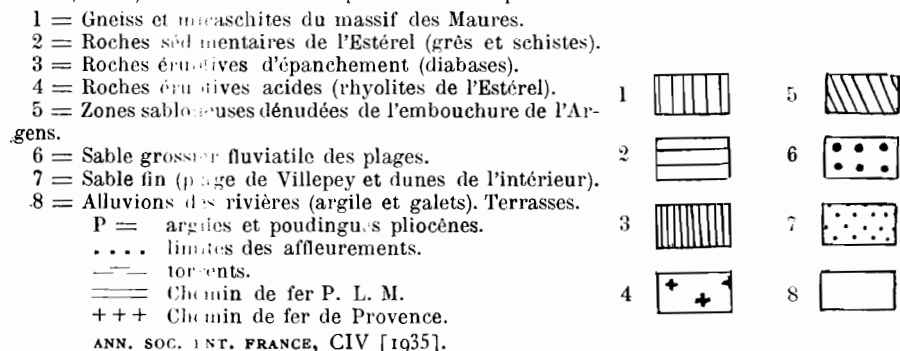 1 = Gneiss et micaschites du massif des Maures.
2 = Roches sédimentaires de l'Estérel (grès et schistes).
3 = Roches éruptives d'épanchement (diabases).
4 = Roches éruptives acides (rhyolites de l'Estérel).
5 = Zones sablonneuses dénudées de l'embouchure de l'Ar-
gens.
6 = Sable grossier fluviatile des plages.
7 = Sable fin (plage de Villepey et dunes de l'intérieur).
8 = Alluvions des rivières (argile et galets). Terrasses.
P = argiles et poudingues pliocènes.
.... limites des affleurements.
torrents.
Chemin de fer P. L. M.
+++ Chemin de fer de Provence.
ANN. SOC. ENT. FRANCE, CIV [1935].
1 5
2 6
3 7
4 8